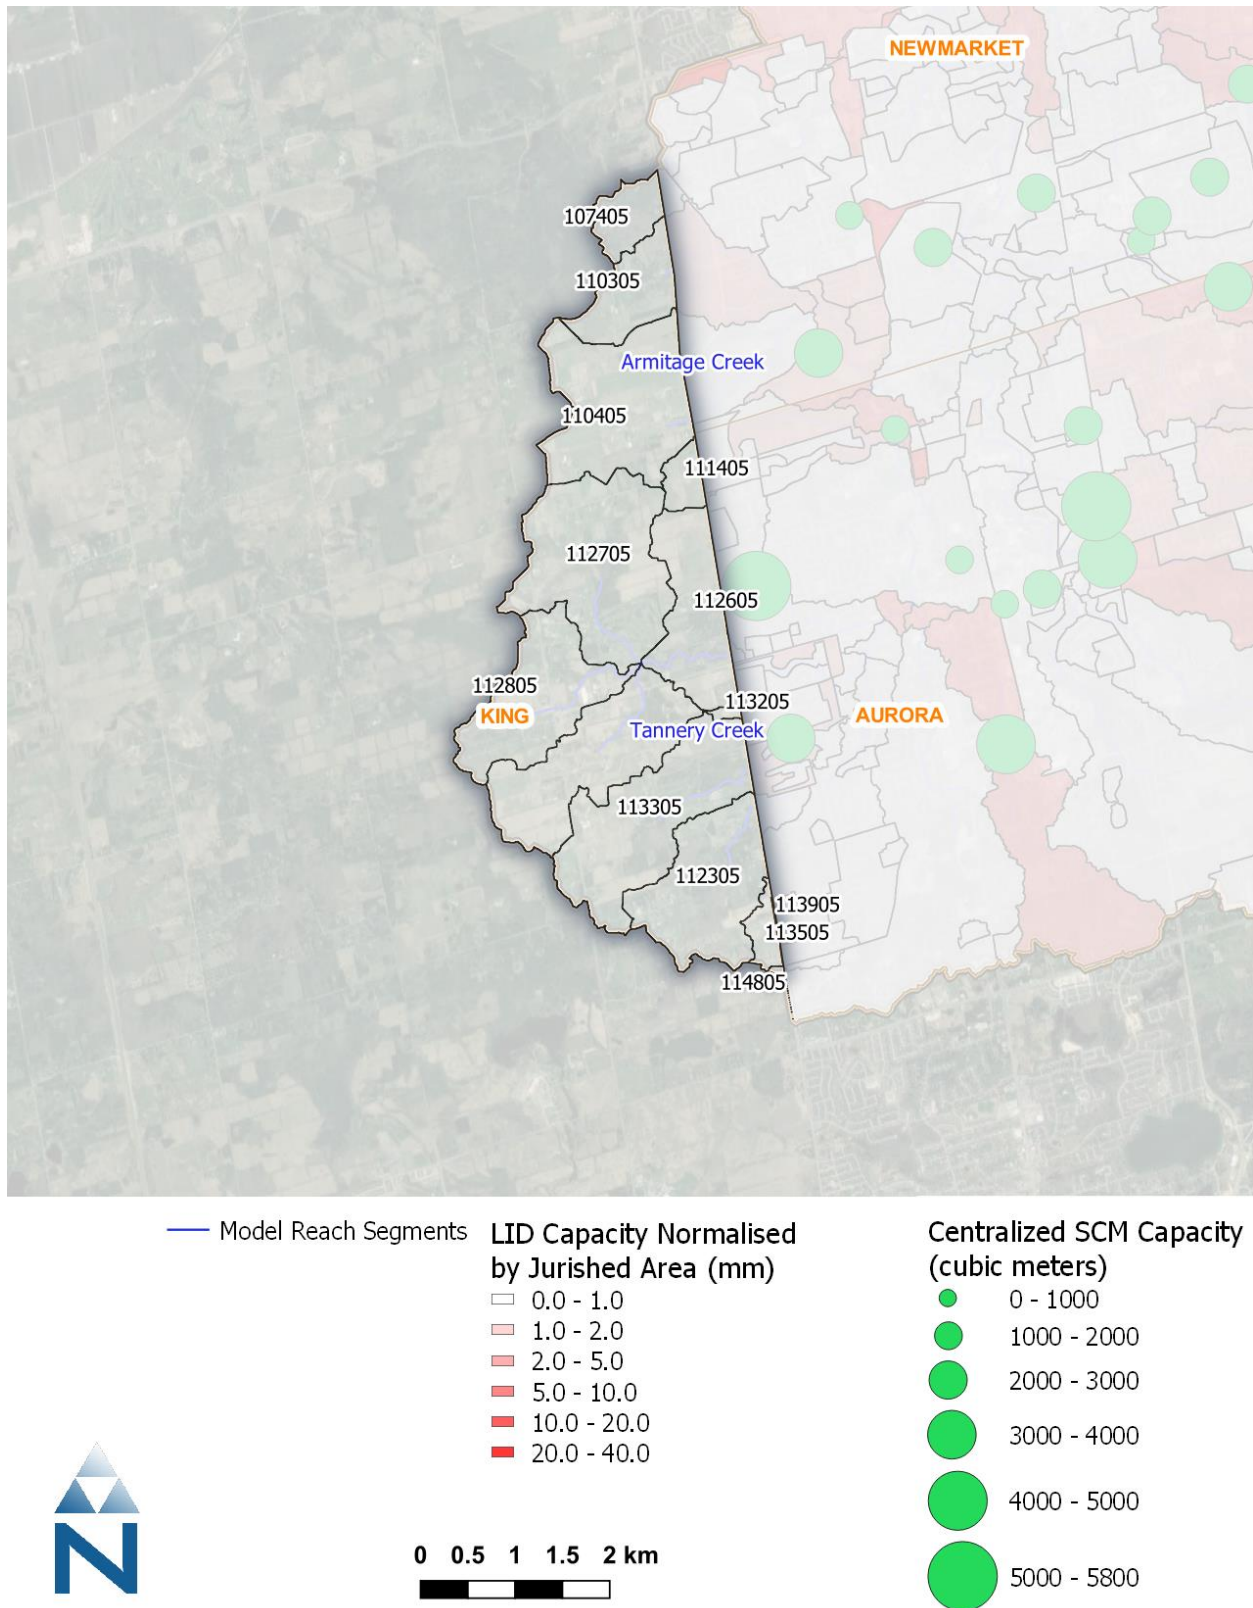 NEWMARKET
107405
110305
Armitage Creek
110405
111405
112705
112605
112805
KING
113205
AURORA
Tannery Creek
113305
112305
113905
113505
114805
Model Reach Segments
LID Capacity Normalised
by Jurished Area (mm)
0.0 - 1.0
1.0 - 2.0
2.0 - 5.0
5.0 - 10.0
10.0 - 20.0
20.0 - 40.0
Centralized SCM Capacity
(cubic meters)
0 - 1000
1000 - 2000
2000 - 3000
3000 - 4000
4000 - 5000
5000 - 5800
N
0 0.5 1 1.5 2 km